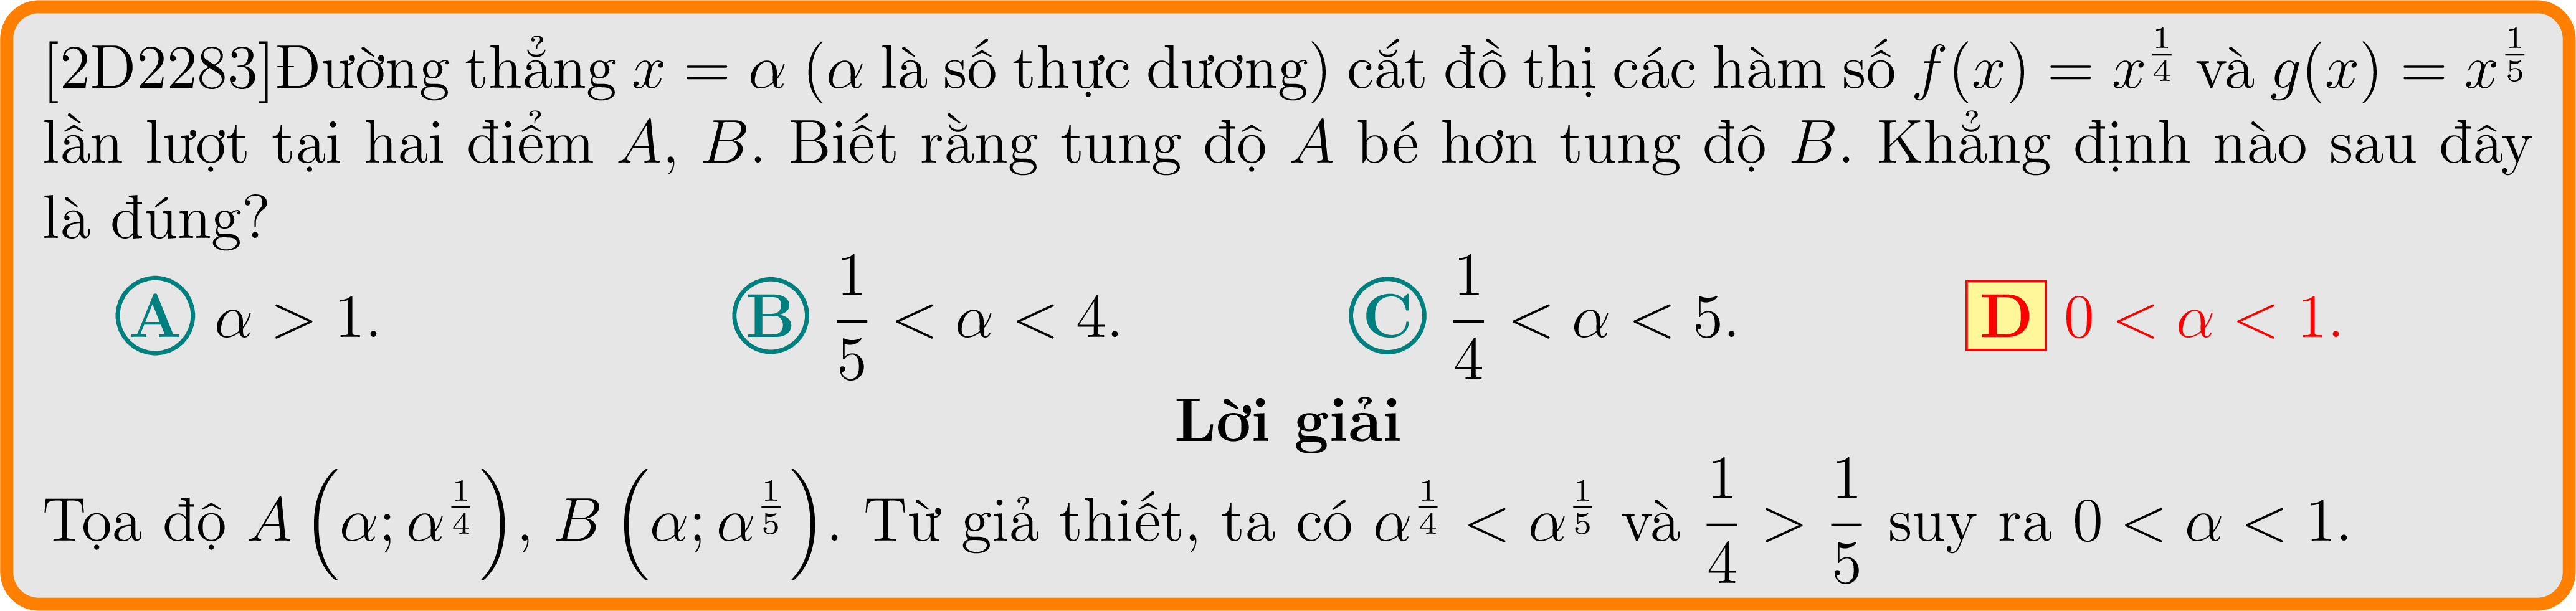 [2D2283]Đường thẳng $x = \alpha$ ($\alpha$ là số thực dương) cắt đồ thị các hàm số $f(x) = x^{\frac{1}{4}}$ và $g(x) = x^{\frac{1}{5}}$
lần lượt tại hai điểm $A$, $B$. Biết rằng tung độ $A$ bé hơn tung độ $B$. Khẳng định nào sau đây
là đúng?
A $\alpha > 1$. B $\frac{1}{5} < \alpha < 4$. C $\frac{1}{4} < \alpha < 5$. D $0 < \alpha < 1$.
Lời giải
Tọa độ $A\left(\alpha; \alpha^{\frac{1}{4}}\right)$, $B\left(\alpha; \alpha^{\frac{1}{5}}\right)$. Từ giả thiết, ta có $\alpha^{\frac{1}{4}} < \alpha^{\frac{1}{5}}$ và $\frac{1}{4} > \frac{1}{5}$ suy ra $0 < \alpha < 1$.